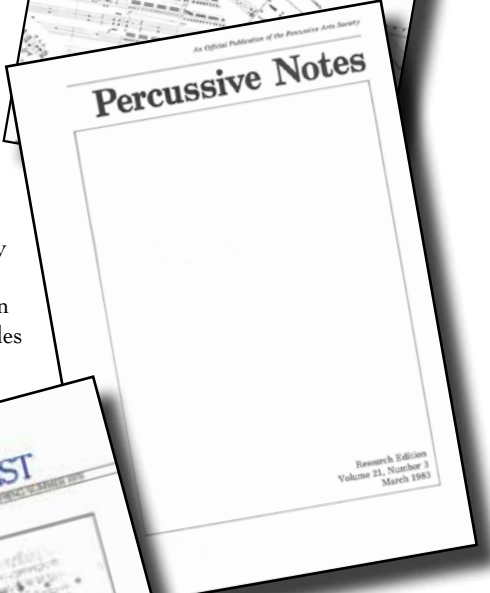 An Official Publication of the Percussive Arts Society
Percussive Notes
Research Edition
Volume 21, Number 3
March 1983